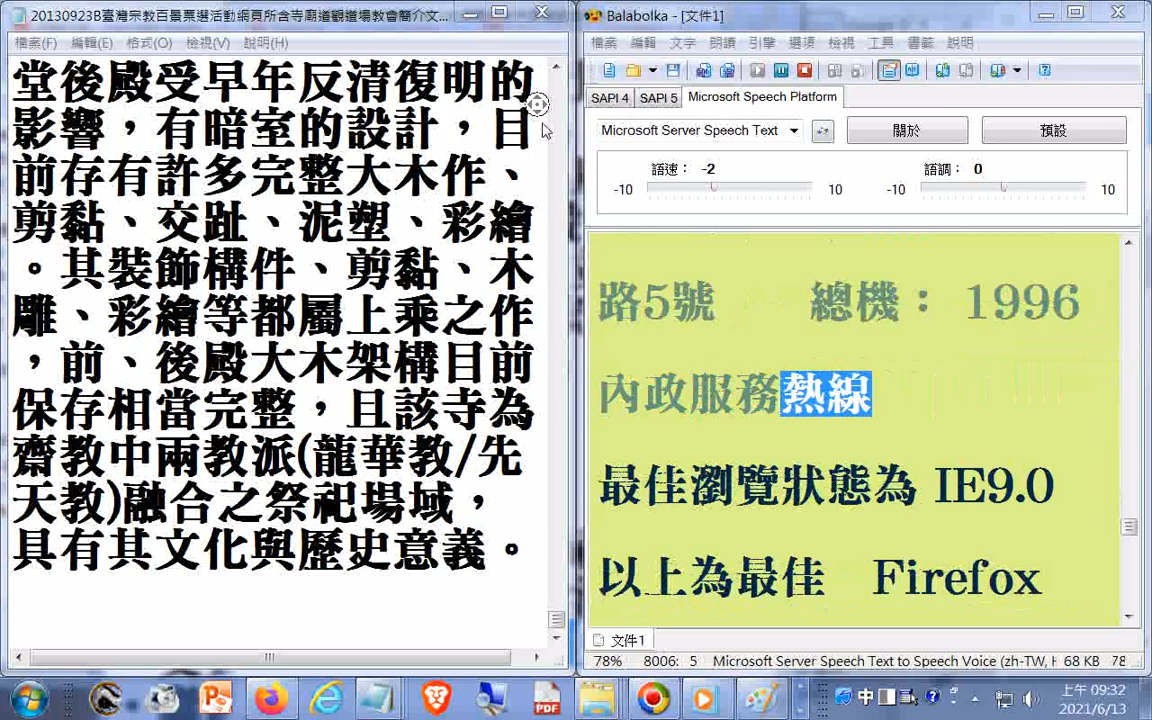 20130923B臺灣宗教百景票選活動網頁所含寺廟道觀道場教會簡介文...
檔案(F) 編輯(E) 格式(O) 檢視(V) 說明(H)
堂後殿受早年反清復明的
影響，有暗室的設計，目
前存有許多完整大木作、
剪黏、交趾、泥塑、彩繪
。其裝飾構件、剪黏、木
雕、彩繪等都屬上乘之作
，前、後殿大木架構目前
保存相當完整，且該寺為
齋教中兩教派(龍華教/先
天教)融合之祭祀場域，
具有其文化與歷史意義。
Balabolka - [文件1]
檔案 編輯 文字 朗讀 引擎 選項 檢視 工具 書籤 說明
SAPI 4 SAPI 5 Microsoft Speech Platform
Microsoft Server Speech Text 關於 預設
語速： -2 語調： 0
-10 10 -10 10
路5號 總機： 1996
內政服務熱線
最佳瀏覽狀態為 IE9.0
以上為最佳 Firefox
文件1
78% 8006: 5 Microsoft Server Speech Text to Speech Voice (zh-TW, H 68 KB 78
PDF 中 上午 09:32
2021/6/13